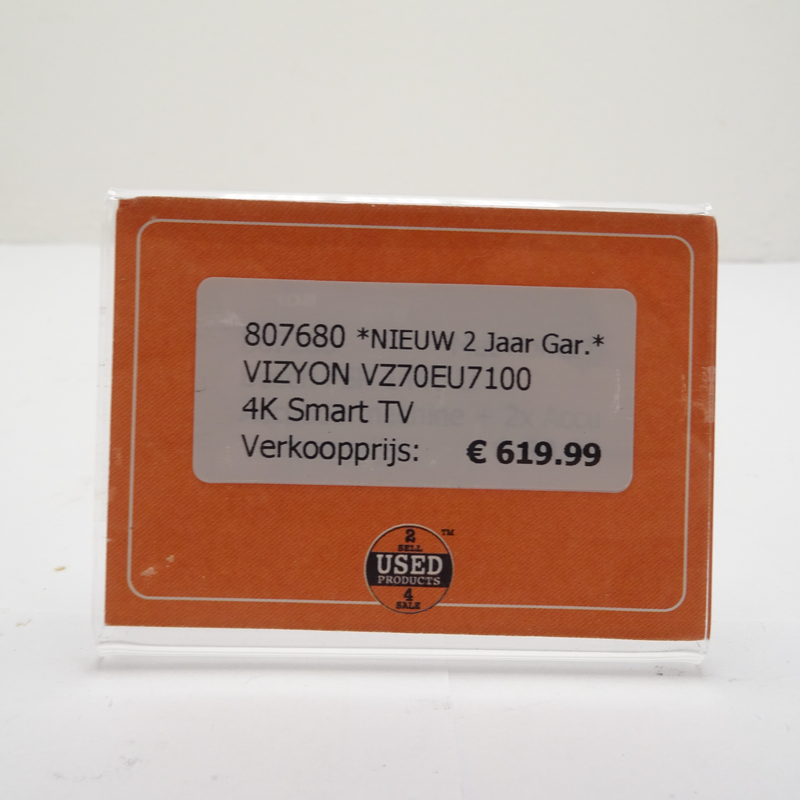 807680 *NIEUW 2 Jaar Gar.*
VIZYON VZ70EU7100
4K Smart TV
Verkoopprijs: € 619.99
2
SELL
USED
PRODUCTS
4
SALE
TM